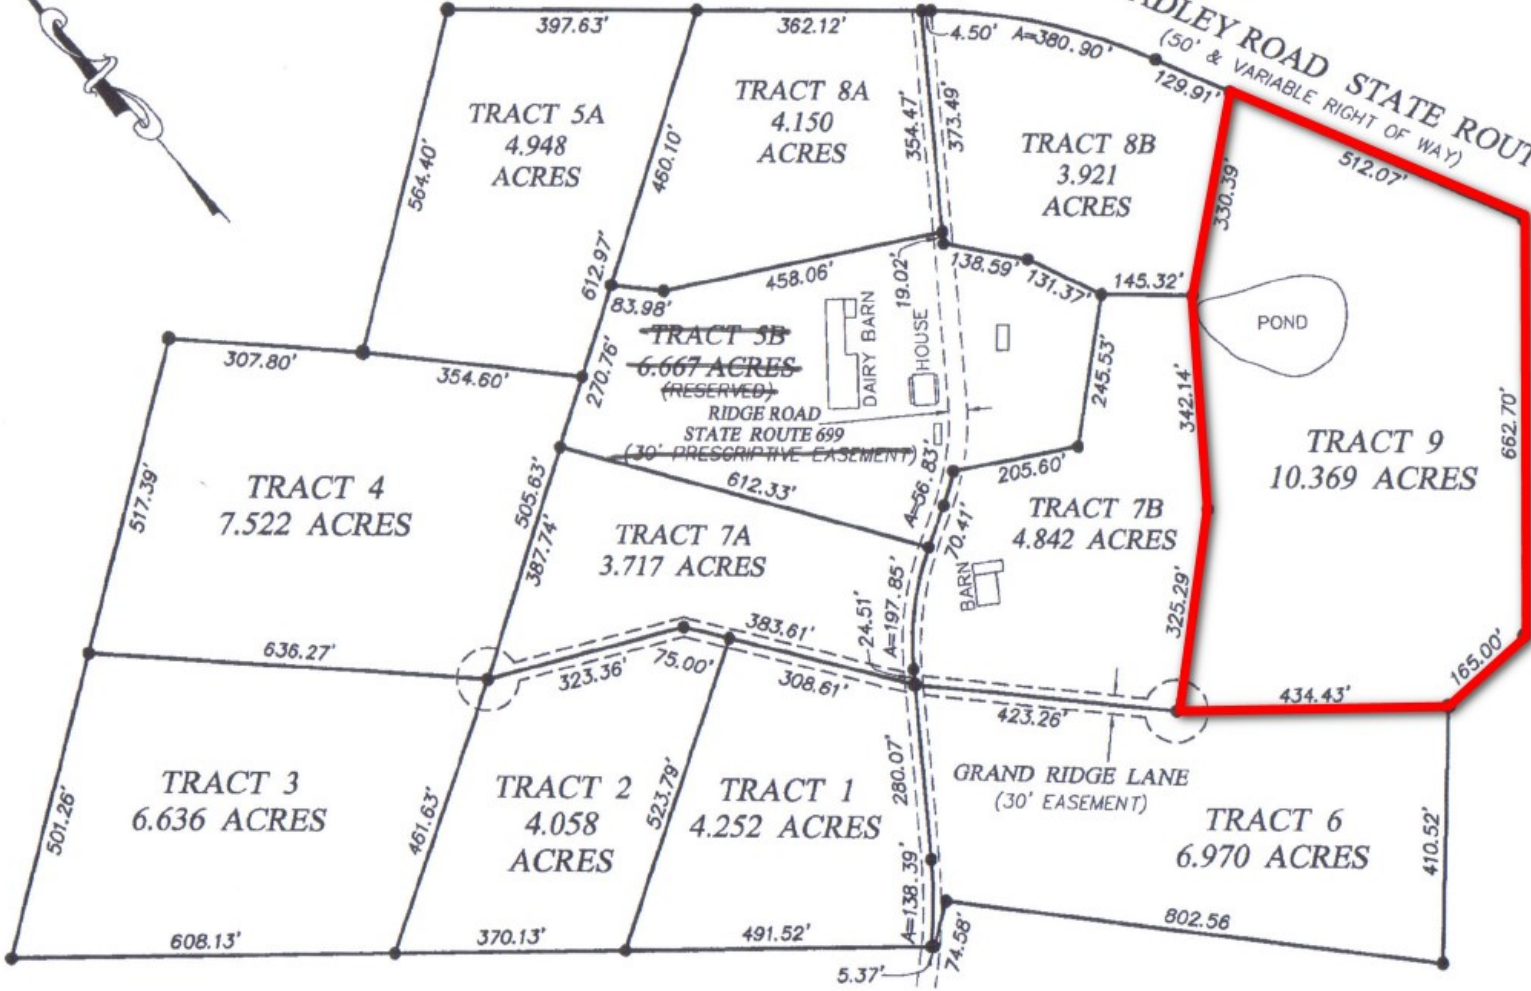 397.63'
362.12'
4.50'
A=380.90'
129.91'
ROAD STATE
(50' & VARIABLE RIGHT OF WAY)
512.07'
TRACT 5A
4.948
ACRES
564.40'
460.10'
TRACT 8A
4.150
ACRES
354.47'
373.49'
TRACT 8B
3.921
ACRES
330.39'
612.97'
83.98'
458.06'
19.02'
138.59'
131.37'
145.32'
POND
307.80'
354.60'
270.76'
TRACT 5B
6.667 ACRES
(RESERVED)
DAIRY BARN
HOUSE
RIDGE ROAD
STATE ROUTE 699
(30' PRESCRIPTIVE EASEMENT)
245.53'
342.14'
662.70'
TRACT 9
10.369 ACRES
517.39'
TRACT 4
7.522 ACRES
505.63'
387.74'
612.33'
A=56.83'
205.60'
70.41'
TRACT 7A
3.717 ACRES
TRACT 7B
4.842 ACRES
BARN
325.29'
A=197.85'
24.51'
636.27'
323.36'
75.00'
383.61'
308.61'
423.26'
434.43'
165.00'
GRAND RIDGE LANE
(30' EASEMENT)
501.26'
TRACT 3
6.636 ACRES
461.63'
TRACT 2
4.058
ACRES
523.79'
TRACT 1
4.252 ACRES
280.07'
A=138.39'
TRACT 6
6.970 ACRES
410.52'
802.56
608.13'
370.13'
491.52'
5.37'
74.58'